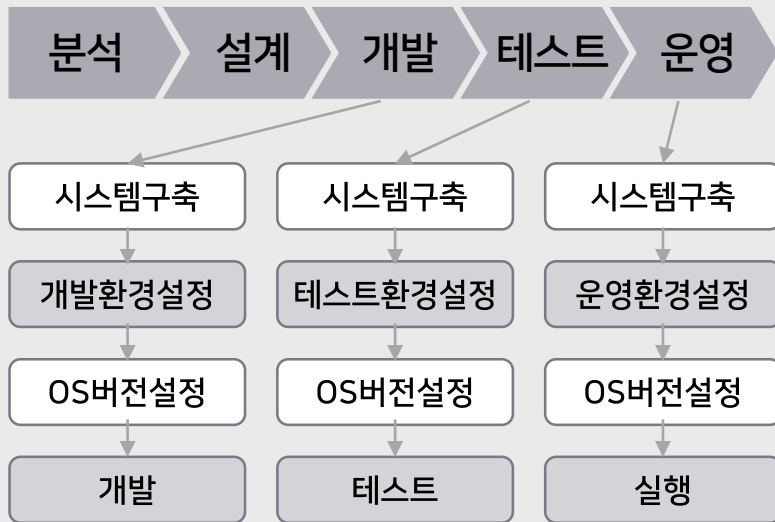 분석 설계 개발 테스트 운영
시스템구축 시스템구축 시스템구축
개발환경설정 테스트환경설정 운영환경설정
OS버전설정 OS버전설정 OS버전설정
개발 테스트 실행